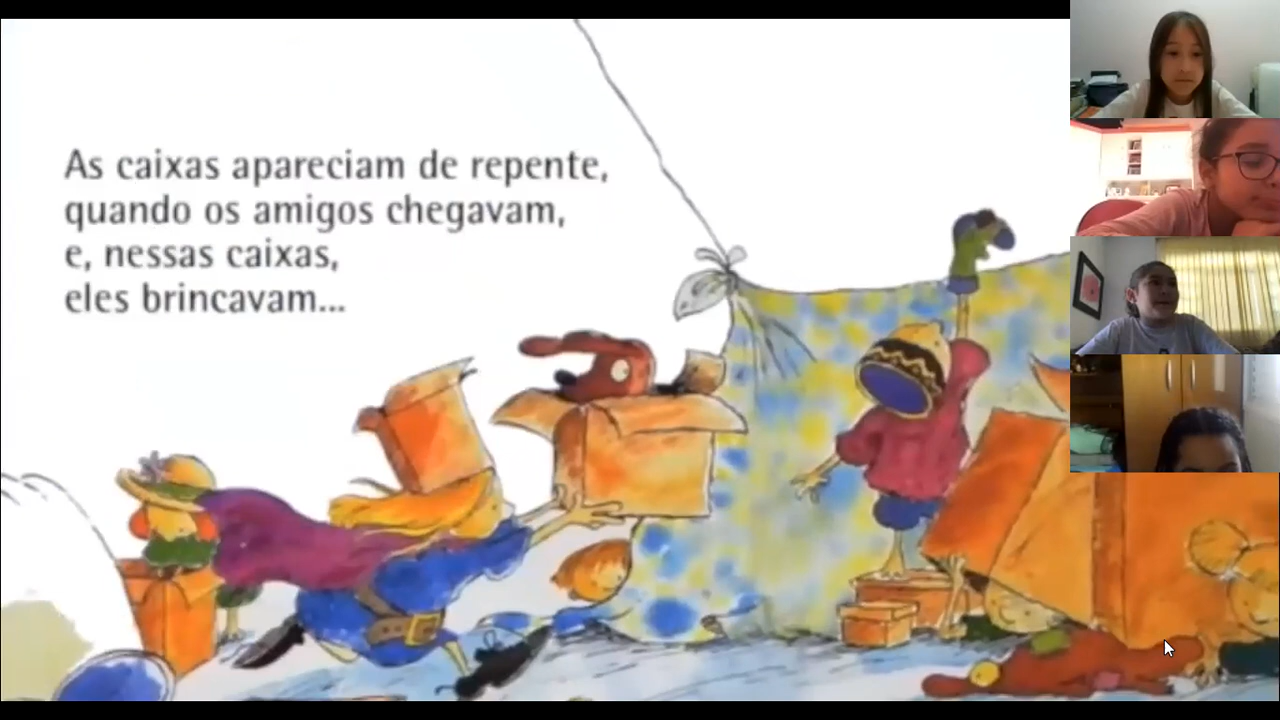 As caixas apareciam de repente,
quando os amigos chegavam,
e, nessas caixas,
eles brincavam...